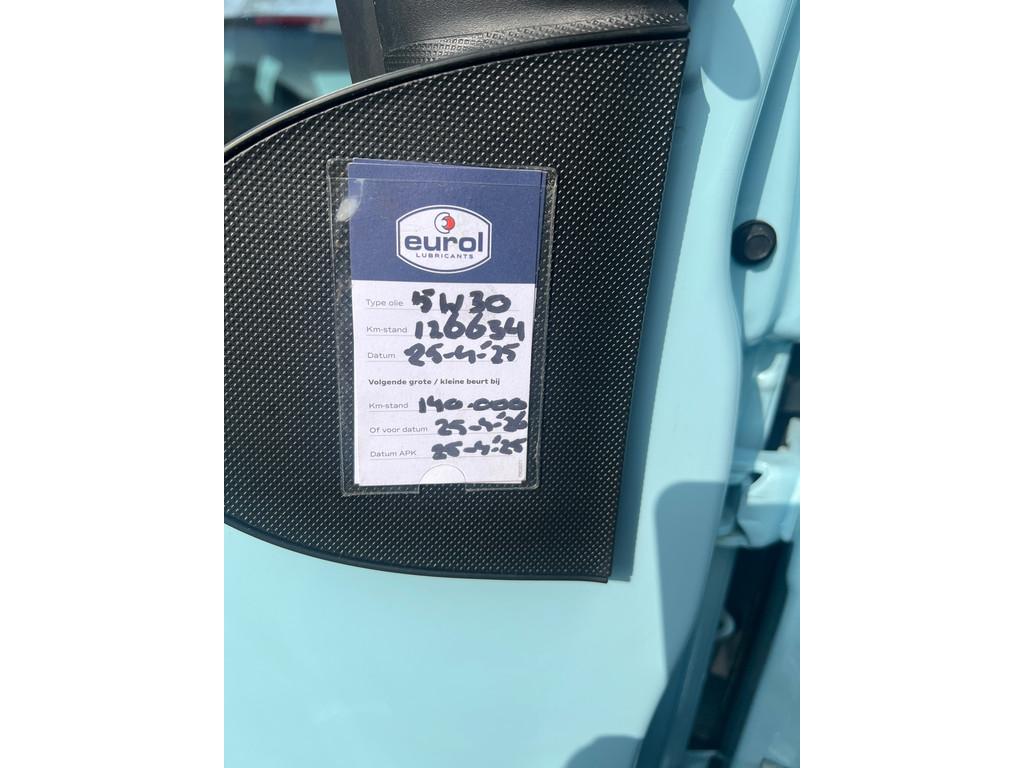 eurol
LUBRICANTS
Type olie 5W30
Km-stand 126634
Datum 25-4-'25
Volgende grote / kleine beurt bij
Km-stand 140.000
Of voor datum 25-4-'26
Datum APK 25-4-'25